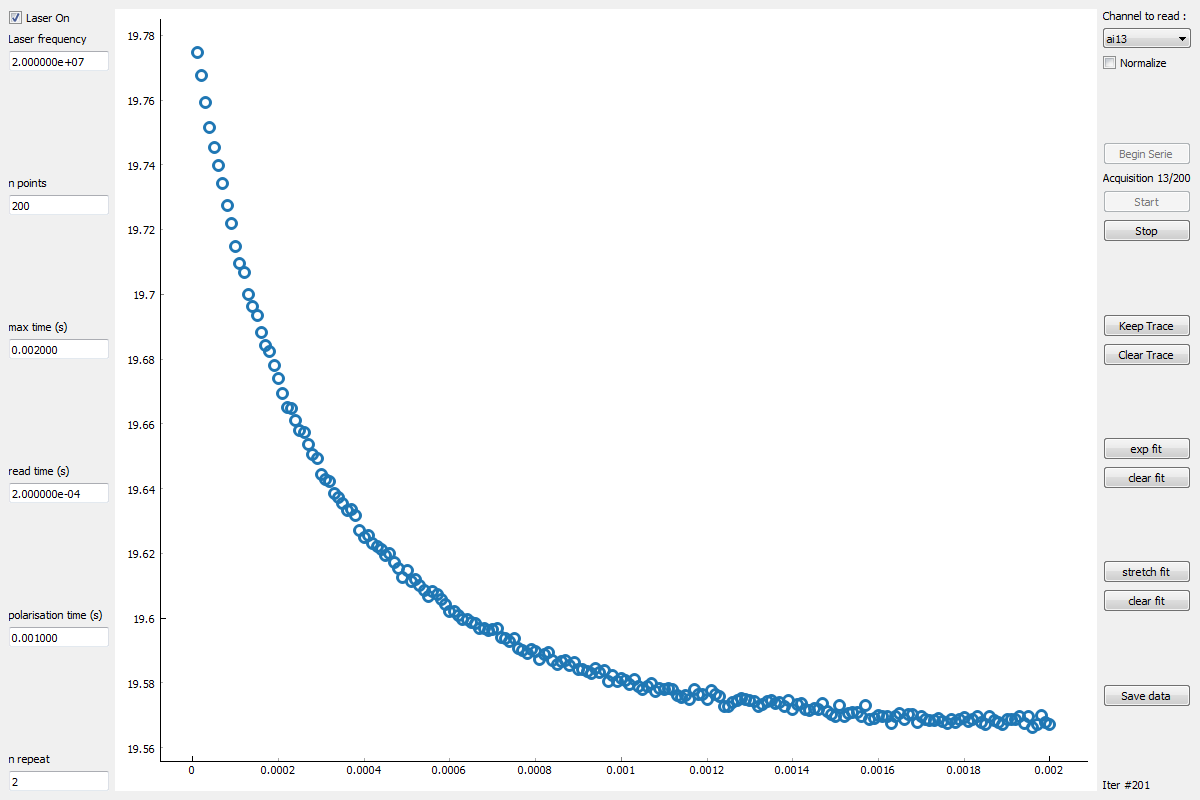 Laser On
Laser frequency
2.000000e+07
n points
200
max time (s)
0.002000
read time (s)
2.000000e-04
polarisation time (s)
0.001000
n repeat
2
19.78
19.76
19.74
19.72
19.7
19.68
19.66
19.64
19.62
19.6
19.58
19.56
0 0.0002 0.0004 0.0006 0.0008 0.001 0.0012 0.0014 0.0016 0.0018 0.002
Channel to read :
ai13
Normalize
Begin Serie
Acquisition 13/200
Start
Stop
Keep Trace
Clear Trace
exp fit
clear fit
stretch fit
clear fit
Save data
Iter #201